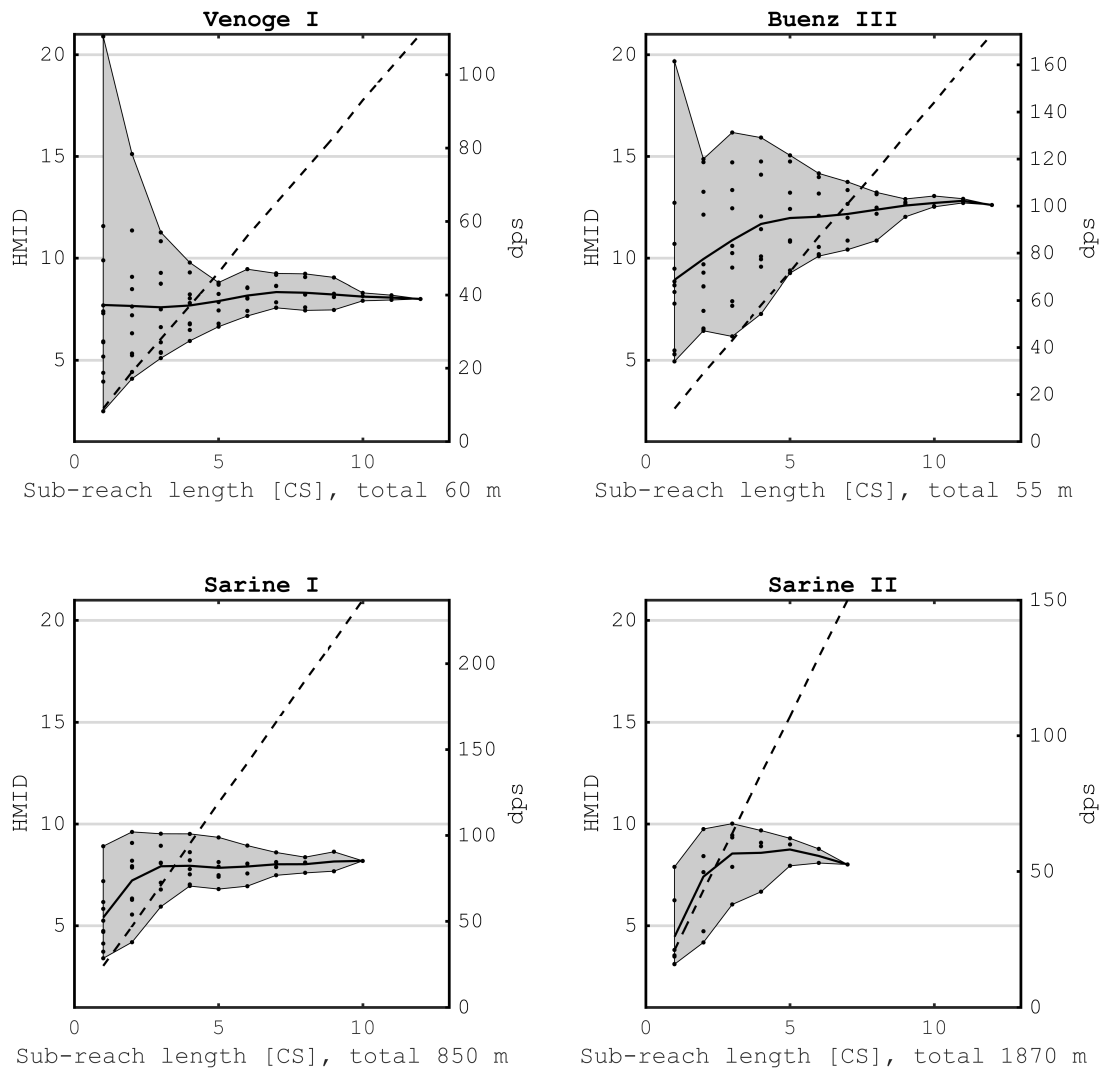 Venoge I
20
15
10
5
HMID
100
80
60
40
20
0
dps
0 5 10
Sub-reach length [CS], total 60 m
Buenz III
20
15
10
5
HMID
160
140
120
100
80
60
40
20
0
dps
0 5 10
Sub-reach length [CS], total 55 m
Sarine I
20
15
10
5
HMID
200
150
100
50
0
dps
0 5 10
Sub-reach length [CS], total 850 m
Sarine II
20
15
10
5
HMID
150
100
50
0
dps
0 5 10
Sub-reach length [CS], total 1870 m